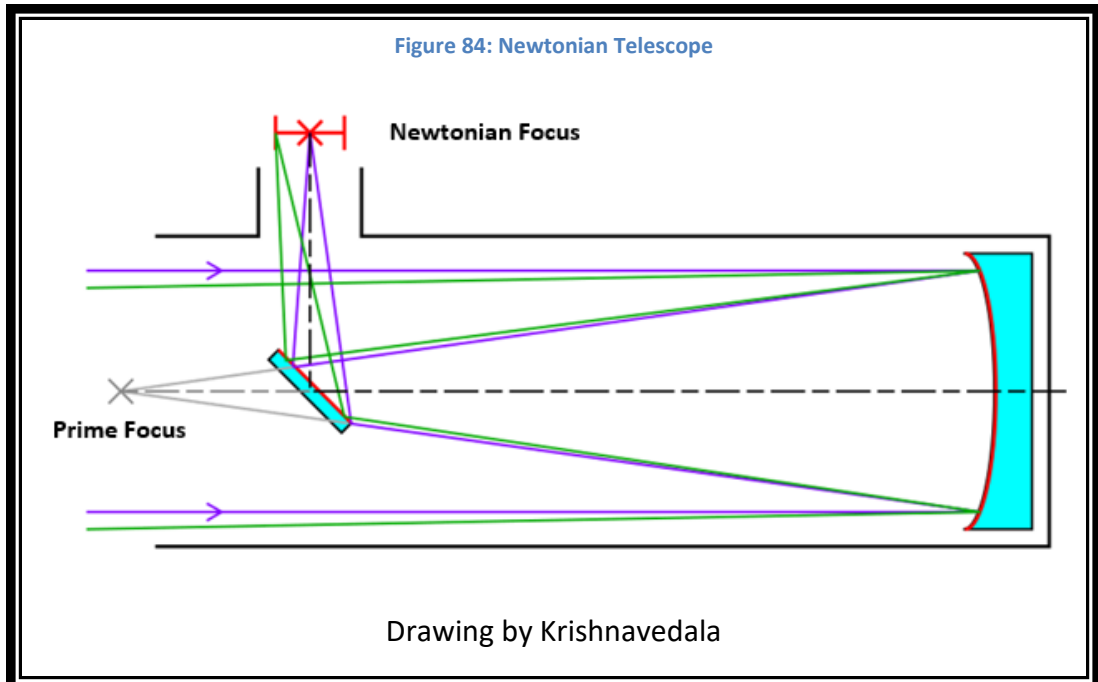 Figure 84: Newtonian Telescope
Newtonian Focus
Prime Focus
Drawing by Krishnavedala